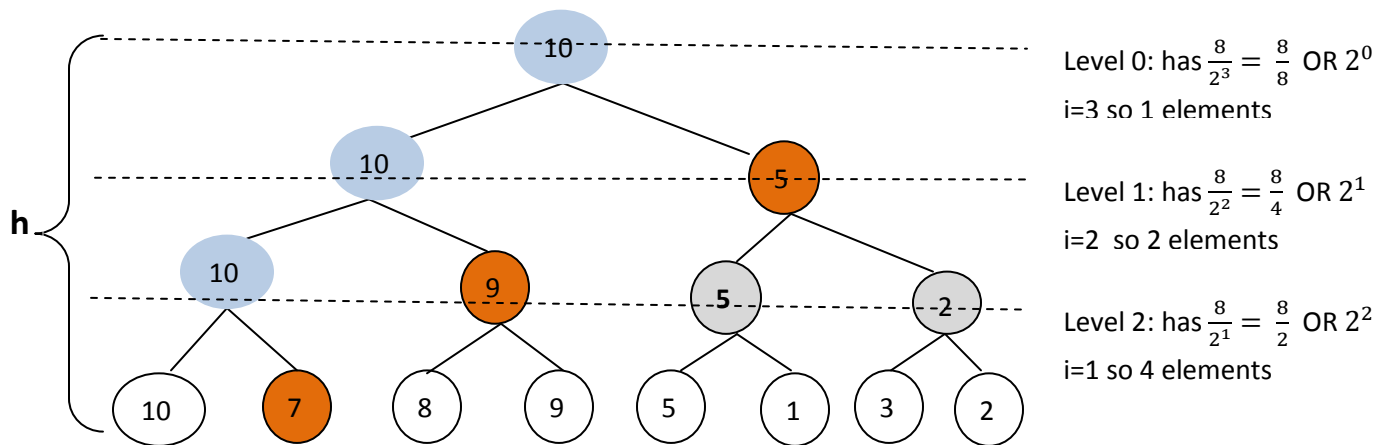 10
Level 0: has 8/2^3 = 8/8 OR 2^0
i=3 so 1 elements
10
5
Level 1: has 8/2^2 = 8/4 OR 2^1
h
i=2 so 2 elements
10
9
5
2
Level 2: has 8/2^1 = 8/2 OR 2^2
i=1 so 4 elements
10 7 8 9 5 1 3 2